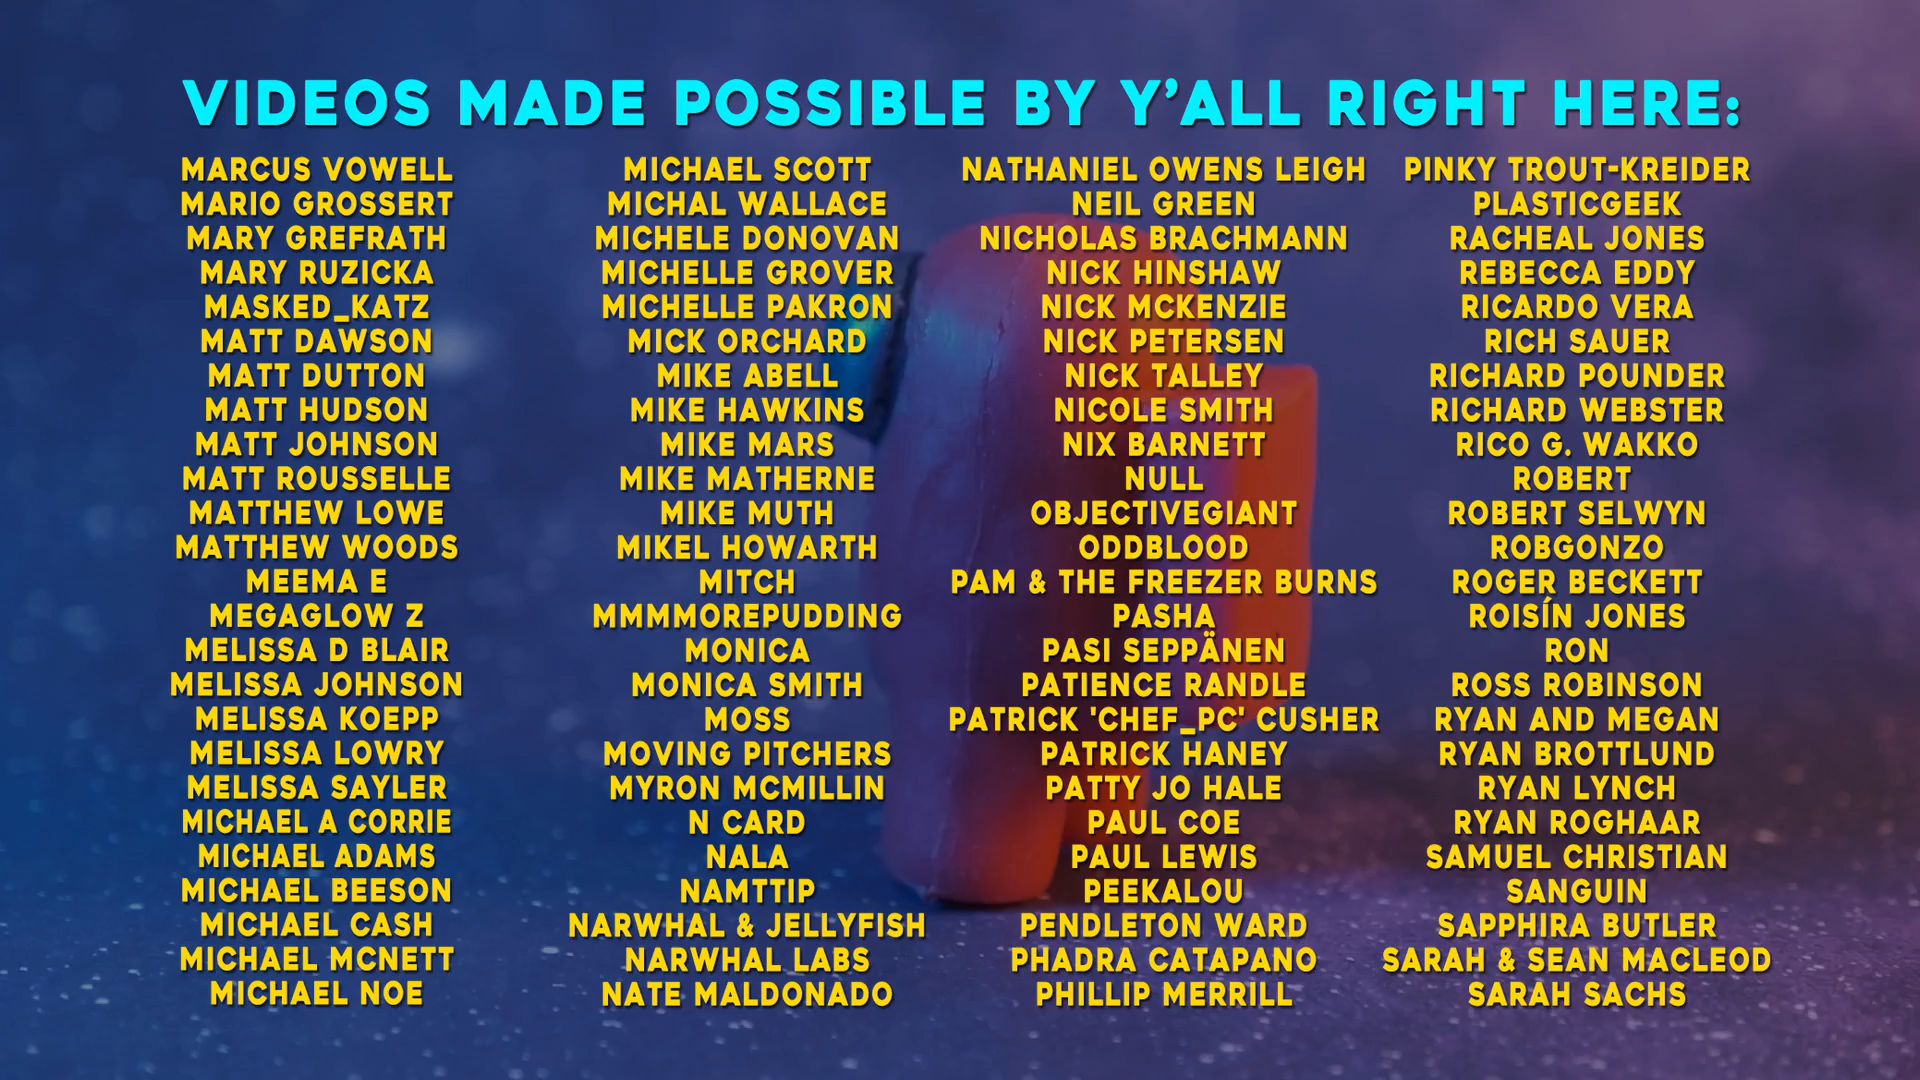 VIDEOS MADE POSSIBLE BY Y'ALL RIGHT HERE:
MARCUS VOWELL
MARIO GROSSERT
MARY GREFRATH
MARY RUZICKA
MASKED_KATZ
MATT DAWSON
MATT DUTTON
MATT HUDSON
MATT JOHNSON
MATT ROUSSELLE
MATTHEW LOWE
MATTHEW WOODS
MEEMA E
MEGAGLOW Z
MELISSA D BLAIR
MELISSA JOHNSON
MELISSA KOEPP
MELISSA LOWRY
MELISSA SAYLER
MICHAEL A CORRIE
MICHAEL ADAMS
MICHAEL BEESON
MICHAEL CASH
MICHAEL MCNETT
MICHAEL NOE
MICHAEL SCOTT
MICHAL WALLACE
MICHELE DONOVAN
MICHELLE GROVER
MICHELLE PAKRON
MICK ORCHARD
MIKE ABELL
MIKE HAWKINS
MIKE MARS
MIKE MATHERNE
MIKE MUTH
MIKEL HOWARTH
MITCH
MMMMOREPUDDING
MONICA
MONICA SMITH
MOSS
MOVING PITCHERS
MYRON MCMILLIN
N CARD
NALA
NAMTTIP
NARWHAL & JELLYFISH
NARWHAL LABS
NATE MALDONADO
NATHANIEL OWENS LEIGH
NEIL GREEN
NICHOLAS BRACHMANN
NICK HINSHAW
NICK MCKENZIE
NICK PETERSEN
NICK TALLEY
NICOLE SMITH
NIX BARNETT
NULL
OBJECTIVEGIANT
ODDBLOOD
PAM & THE FREEZER BURNS
PASHA
PASI SEPPÄNEN
PATIENCE RANDLE
PATRICK 'CHEF_PC' CUSHER
PATRICK HANEY
PATTY JO HALE
PAUL COE
PAUL LEWIS
PEEKALOU
PENDLETON WARD
PHADRA CATAPANO
PHILLIP MERRILL
PINKY TROUT-KREIDER
PLASTICGEEK
RACHEAL JONES
REBECCA EDDY
RICARDO VERA
RICH SAUER
RICHARD POUNDER
RICHARD WEBSTER
RICO G. WAKKO
ROBERT
ROBERT SELWYN
ROBGONZO
ROGER BECKETT
ROISÍN JONES
RON
ROSS ROBINSON
RYAN AND MEGAN
RYAN BROTTLUND
RYAN LYNCH
RYAN ROGHAAR
SAMUEL CHRISTIAN
SANGUIN
SAPPHIRA BUTLER
SARAH & SEAN MACLEOD
SARAH SACHS